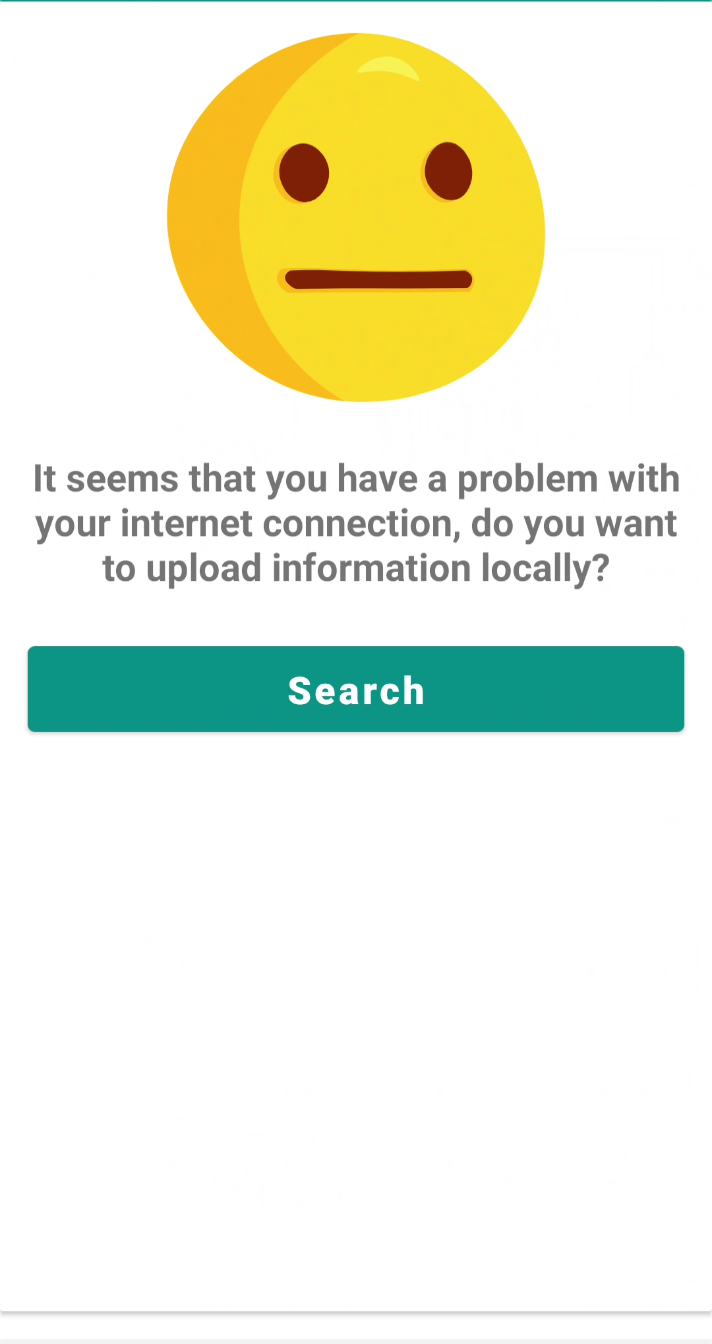 It seems that you have a problem with
your internet connection, do you want
to upload information locally?
Search